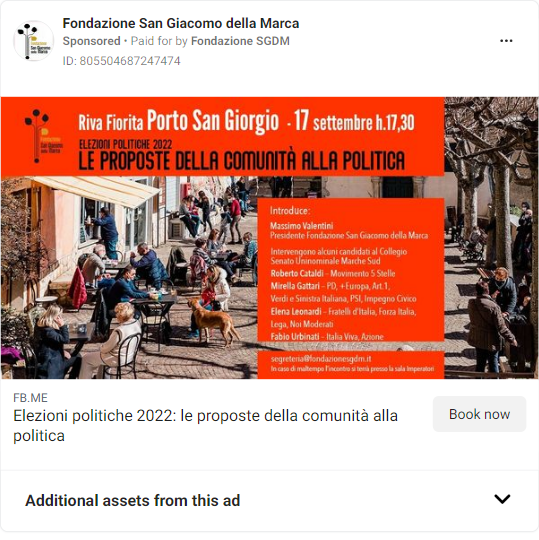 Fondazione San Giacomo della Marca
Sponsored • Paid for by Fondazione SGDM
ID: 805504687247474
Fondazione
San Giacomo
della Marca
Riva Fiorita Porto San Giorgio - 17 settembre h.17,30
ELEZIONI POLITICHE 2022
LE PROPOSTE DELLA COMUNITÀ ALLA POLITICA
Introduce:
Massimo Valentini
Presidente Fondazione San Giacomo della Marca
Intervengono alcuni candidati al Collegio
Senato Uninominale Marche Sud
Roberto Cataldi – Movimento 5 Stelle
Mirella Gattari – PD, +Europa, Art.1,
Verdi e Sinistra Italiana, PSI, Impegno Civico
Elena Leonardi – Fratelli d'Italia, Forza Italia,
Lega, Noi Moderati
Fabio Urbinati – Italia Viva, Azione
segreteria@fondazionesgdm.it
In caso di maltempo l'incontro si terrà presso la sala Imperatori
FB.ME
Elezioni politiche 2022: le proposte della comunità alla
politica
Book now
Additional assets from this ad